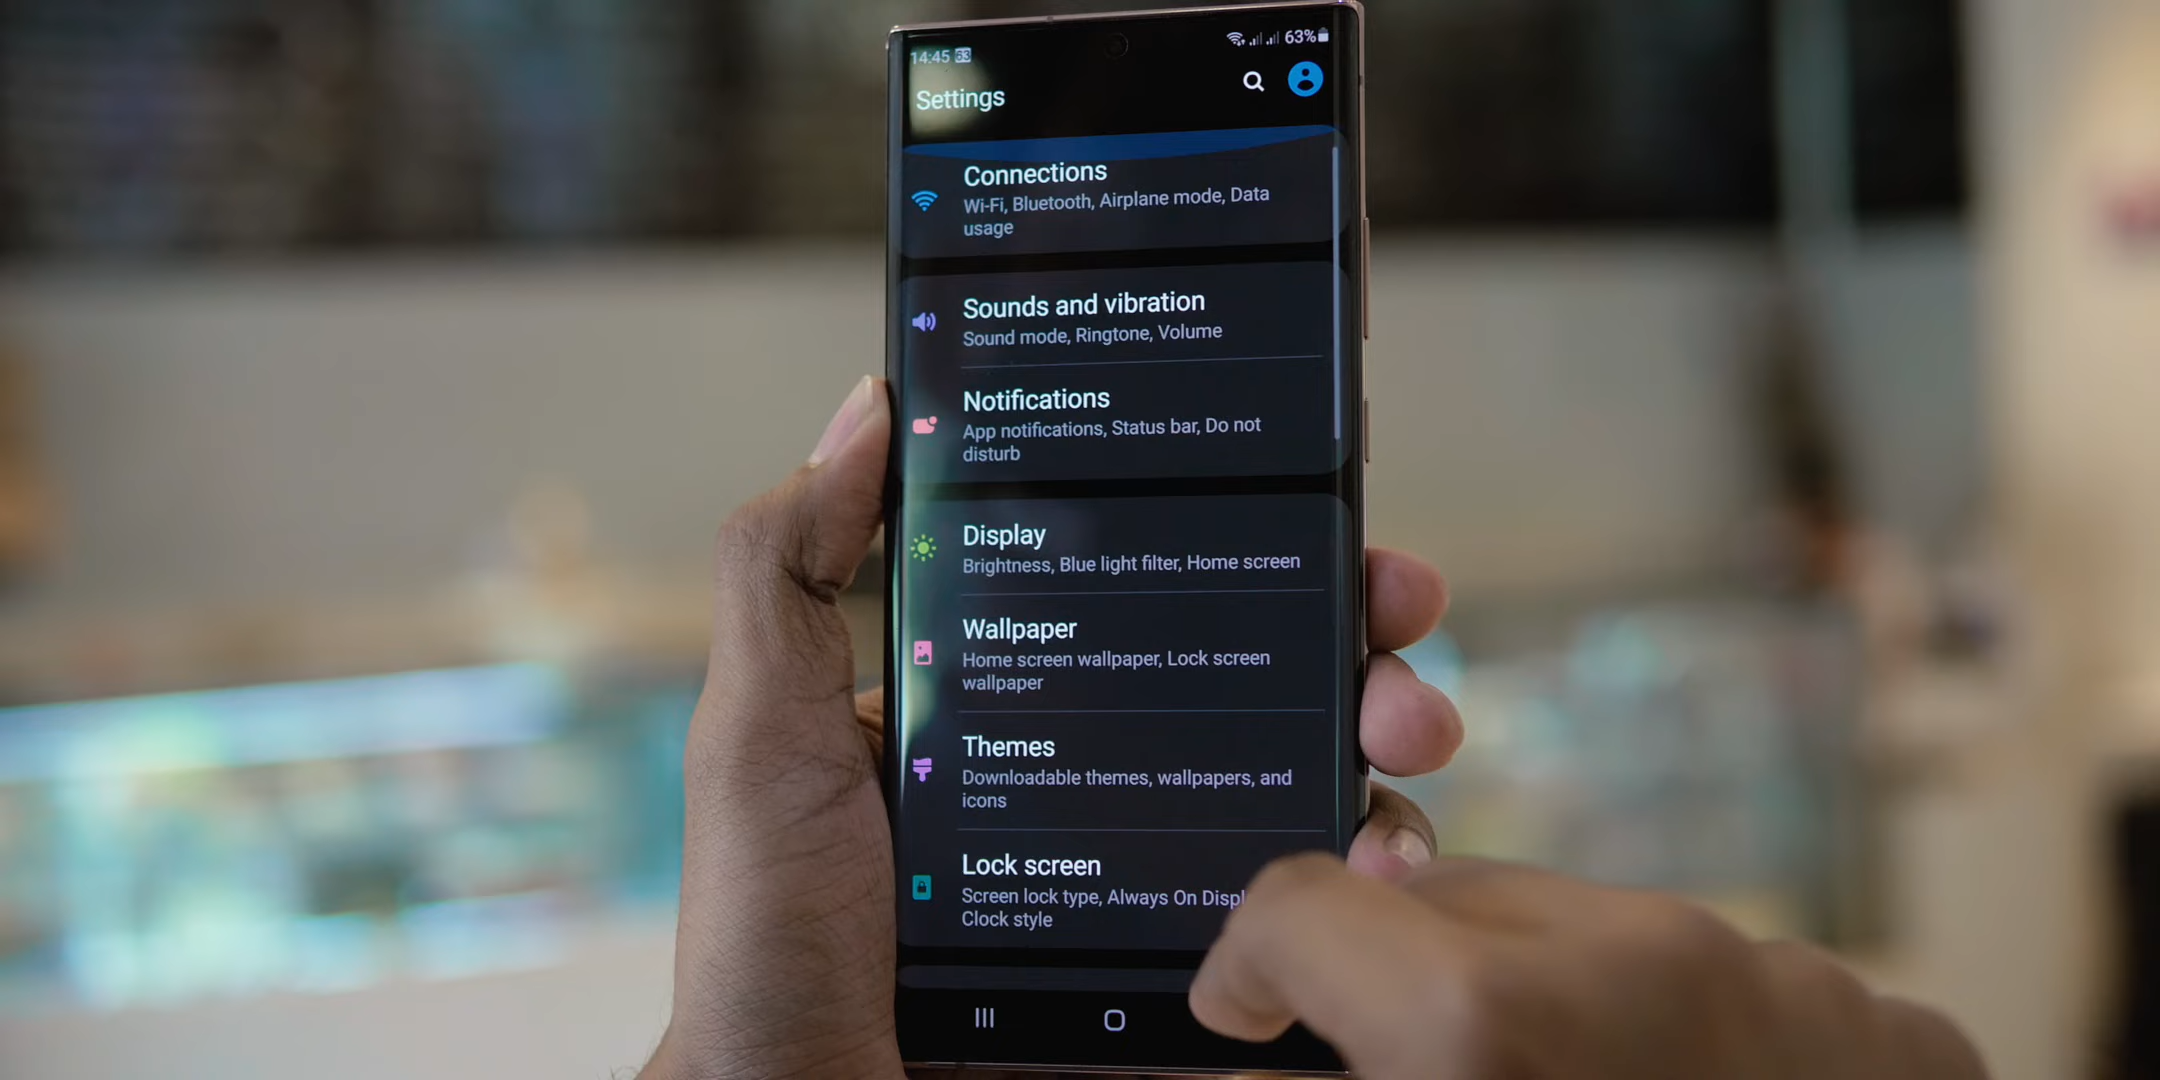 14:45 63
63%
Settings
Connections
Wi-Fi, Bluetooth, Airplane mode, Data
usage
Sounds and vibration
Sound mode, Ringtone, Volume
Notifications
App notifications, Status bar, Do not
disturb
Display
Brightness, Blue light filter, Home screen
Wallpaper
Home screen wallpaper, Lock screen
wallpaper
Themes
Downloadable themes, wallpapers, and
icons
Lock screen
Screen lock type, Always On
Clock style